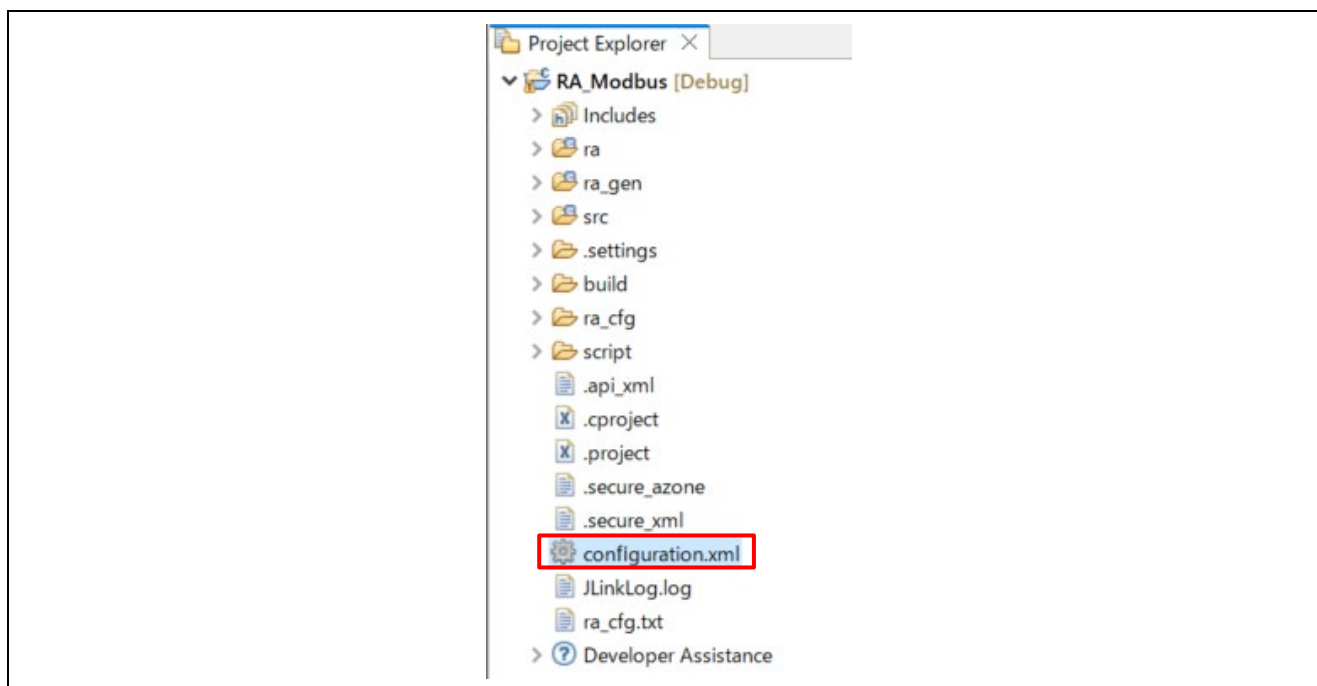 Project Explorer
RA_Modbus [Debug]
Includes
ra
ra_gen
src
.settings
build
ra_cfg
script
.api_xml
.cproject
.project
.secure_azone
.secure_xml
configuration.xml
JLinkLog.log
ra_cfg.txt
Developer Assistance